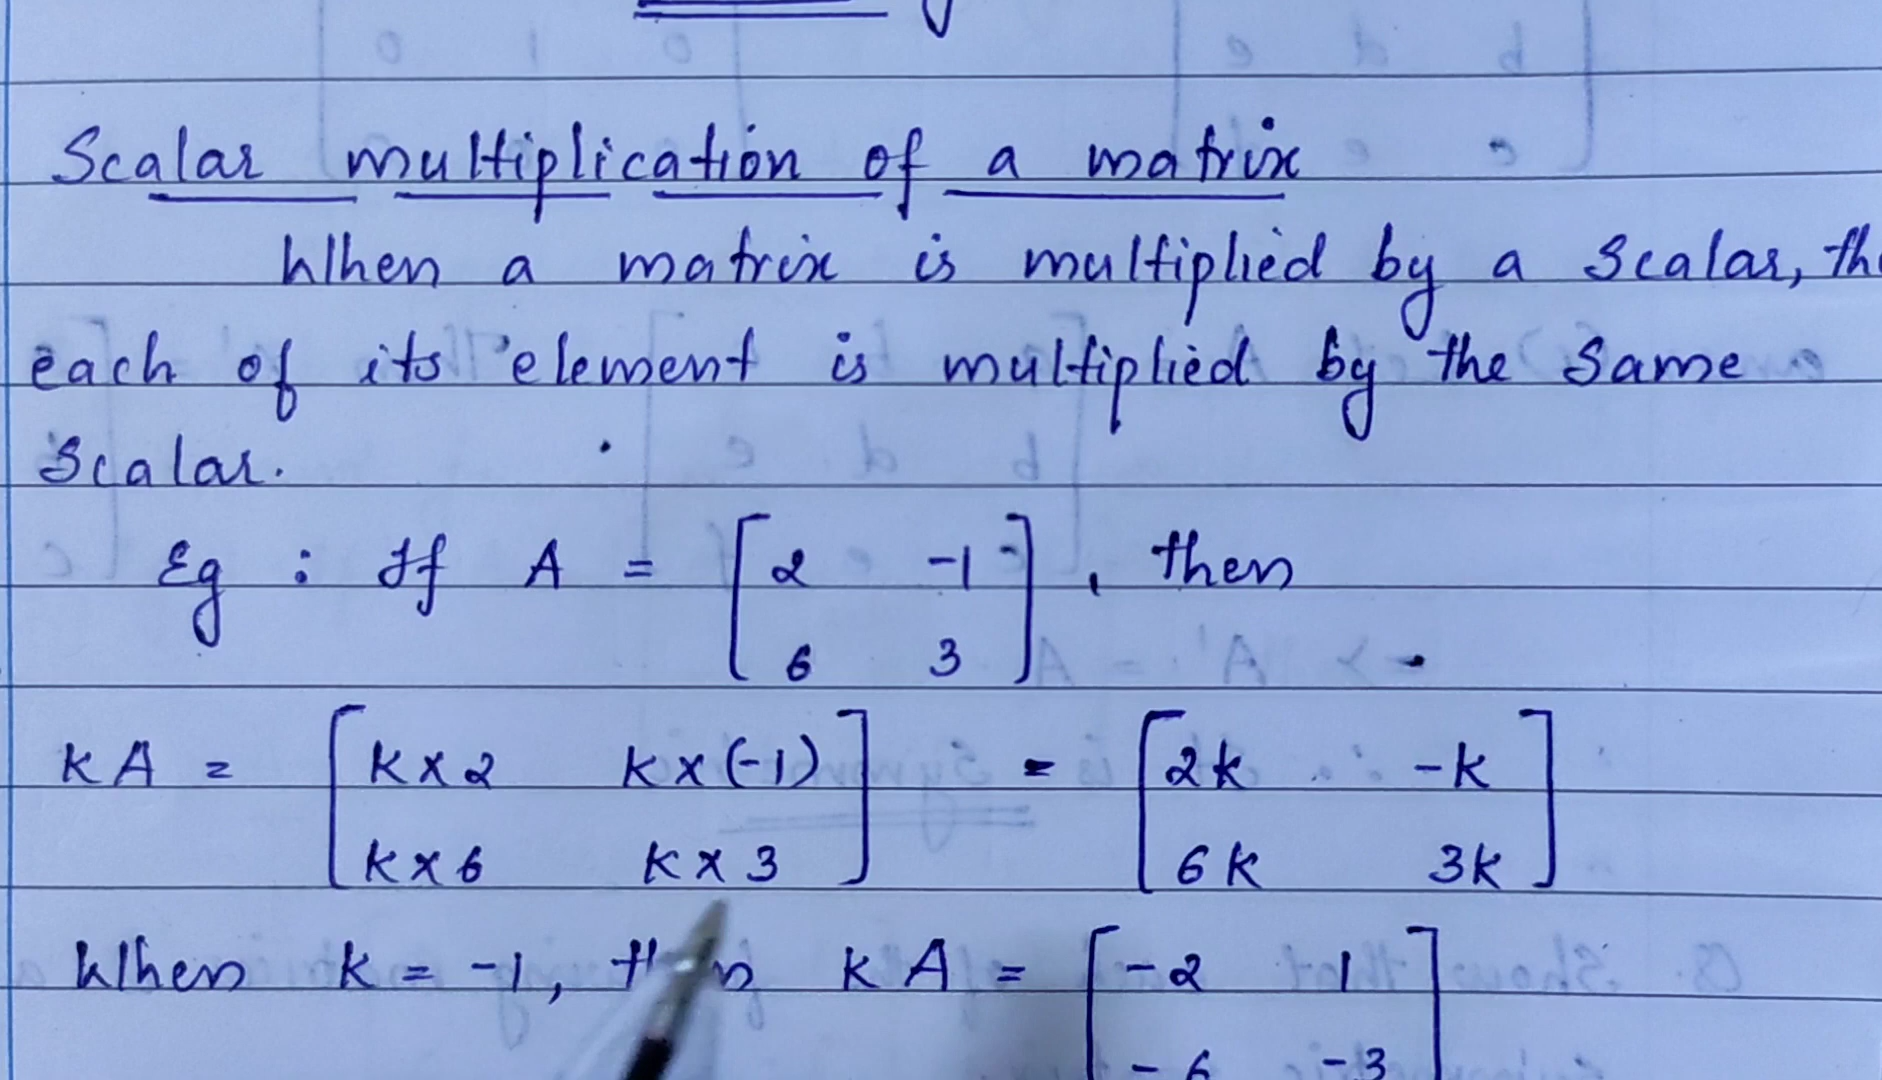 Scalar multiplication of a matrix
When a matrix is multiplied by a scalar,
each of its element is multiplied by the same
scalar.
Eg : If A = [2 -1
6 3], then
kA = [k×2 k×(-1)
k×6 k×3] = [2k -k
6k 3k]
When k = -1, then kA = [-2 1
-6 -3]